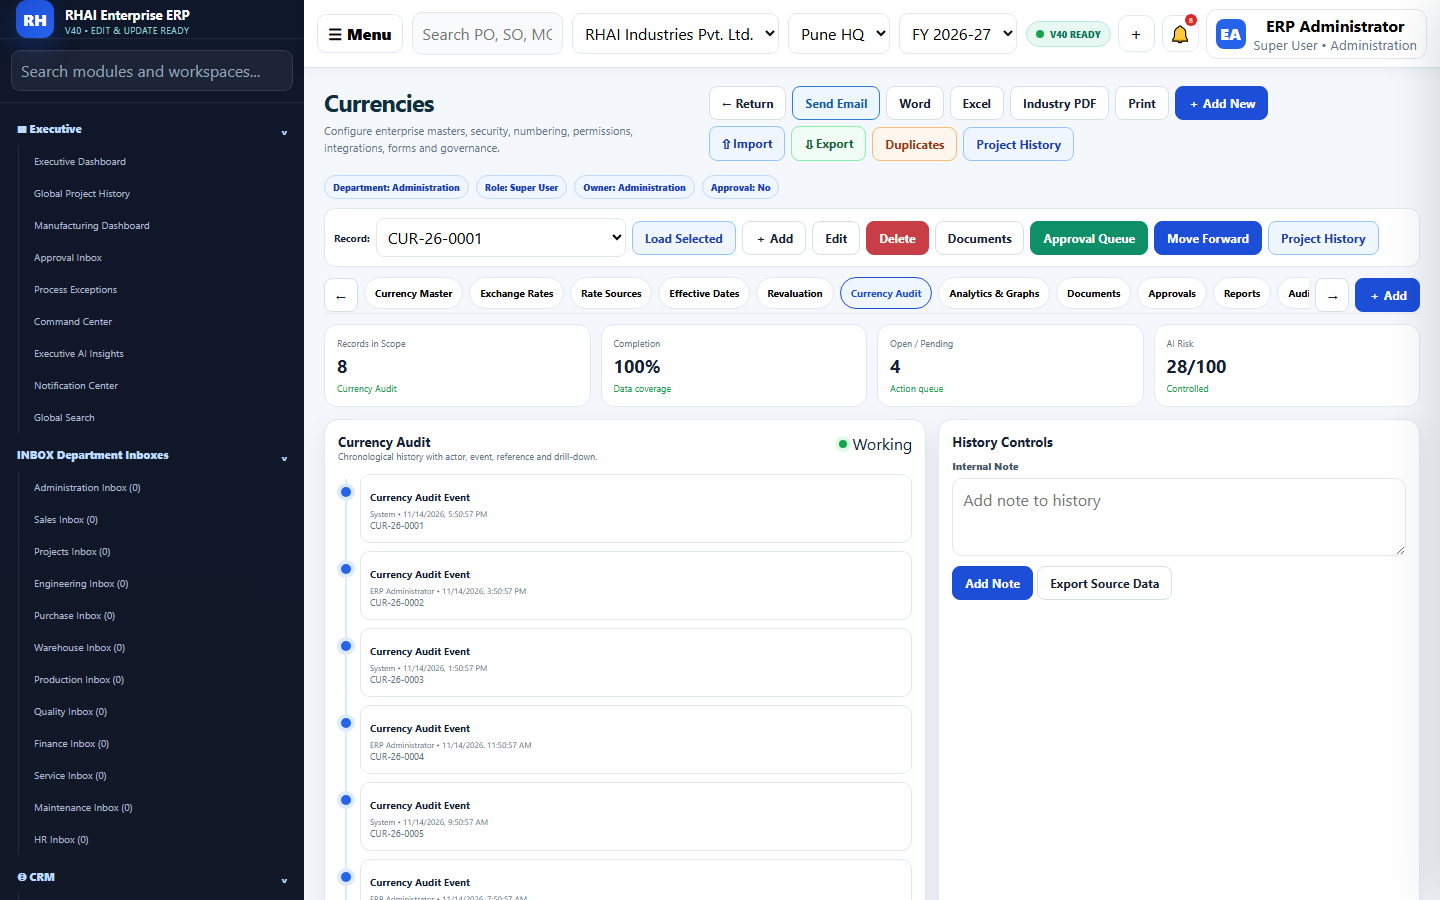 RH
RHAI Enterprise ERP
V40 • EDIT & UPDATE READY
Search modules and workspaces...
Executive
Executive Dashboard
Global Project History
Manufacturing Dashboard
Approval Inbox
Process Exceptions
Command Center
Executive AI Insights
Notification Center
Global Search
INBOX Department Inboxes
Administration Inbox (0)
Sales Inbox (0)
Projects Inbox (0)
Engineering Inbox (0)
Purchase Inbox (0)
Warehouse Inbox (0)
Production Inbox (0)
Quality Inbox (0)
Finance Inbox (0)
Service Inbox (0)
Maintenance Inbox (0)
HR Inbox (0)
CRM
☰ Menu
Search PO, SO, MO
RHAI Industries Pvt. Ltd.
Pune HQ
FY 2026-27
V40 READY
+
8
EA
ERP Administrator
Super User • Administration
Currencies
Configure enterprise masters, security, numbering, permissions,
integrations, forms and governance.
← Return
Send Email
Word
Excel
Industry PDF
Print
+ Add New
⇧ Import
⇩ Export
Duplicates
Project History
Department: Administration
Role: Super User
Owner: Administration
Approval: No
Record:
CUR-26-0001
Load Selected
+ Add
Edit
Delete
Documents
Approval Queue
Move Forward
Project History
←
Currency Master
Exchange Rates
Rate Sources
Effective Dates
Revaluation
Currency Audit
Analytics & Graphs
Documents
Approvals
Reports
Audi
→
+ Add
Records in Scope
8
Currency Audit
Completion
100%
Data coverage
Open / Pending
4
Action queue
AI Risk
28/100
Controlled
Currency Audit
Chronological history with actor, event, reference and drill-down.
Working
Currency Audit Event
System • 11/14/2026, 5:50:57 PM
CUR-26-0001
Currency Audit Event
ERP Administrator • 11/14/2026, 3:50:57 PM
CUR-26-0002
Currency Audit Event
System • 11/14/2026, 1:50:57 PM
CUR-26-0003
Currency Audit Event
ERP Administrator • 11/14/2026, 11:50:57 AM
CUR-26-0004
Currency Audit Event
System • 11/14/2026, 9:50:57 AM
CUR-26-0005
Currency Audit Event
ERP Administrator • 11/14/2026, 7:50:57 AM
History Controls
Internal Note
Add note to history
Add Note
Export Source Data